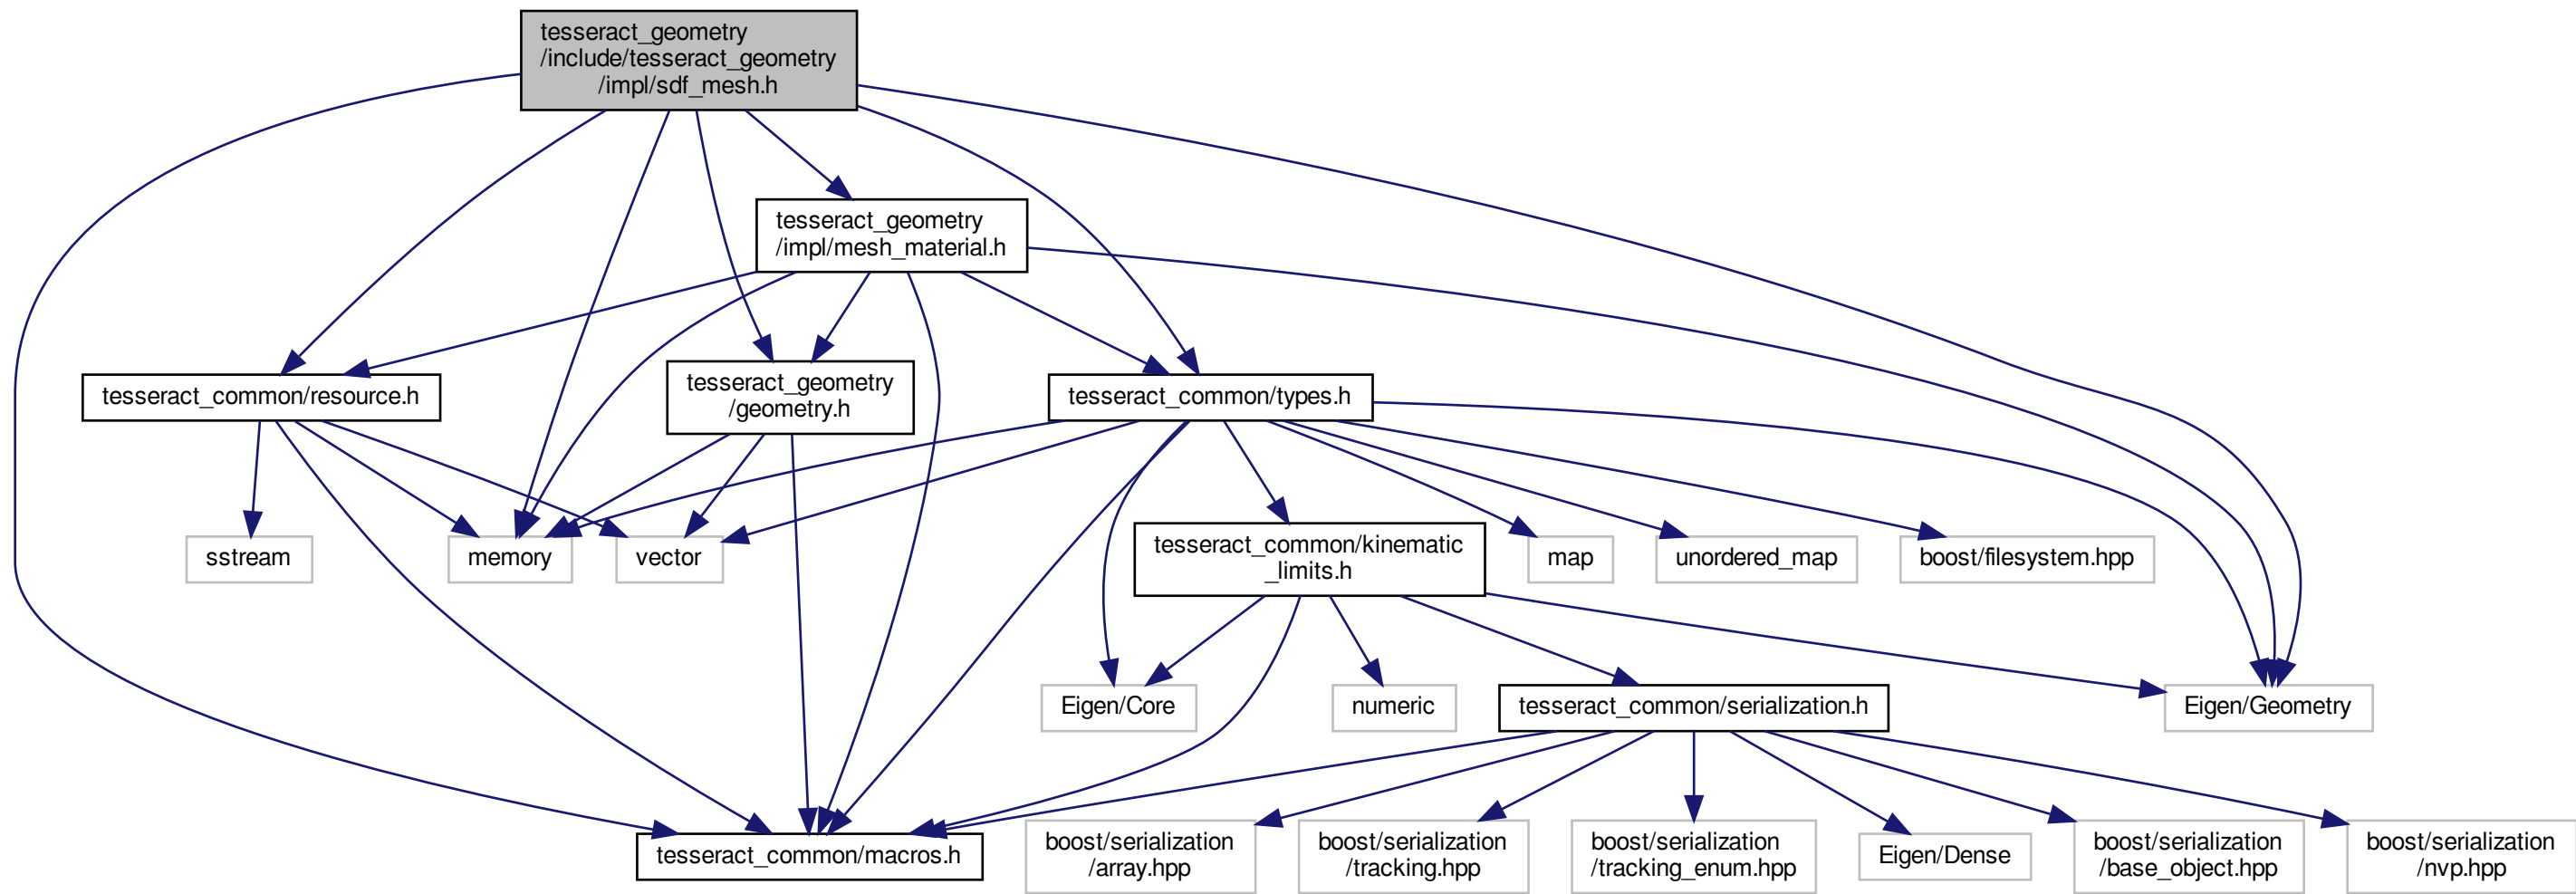 tesseract_geometry
/include/tesseract_geometry
/impl/sdf_mesh.h
tesseract_geometry
/impl/mesh_material.h
tesseract_common/resource.h
tesseract_geometry
/geometry.h
tesseract_common/types.h
sstream
memory
vector
tesseract_common/kinematic
_limits.h
map
unordered_map
boost/filesystem.hpp
Eigen/Core
numeric
tesseract_common/serialization.h
Eigen/Geometry
tesseract_common/macros.h
boost/serialization
/array.hpp
boost/serialization
/tracking.hpp
boost/serialization
/tracking_enum.hpp
Eigen/Dense
boost/serialization
/base_object.hpp
boost/serialization
/nvp.hpp